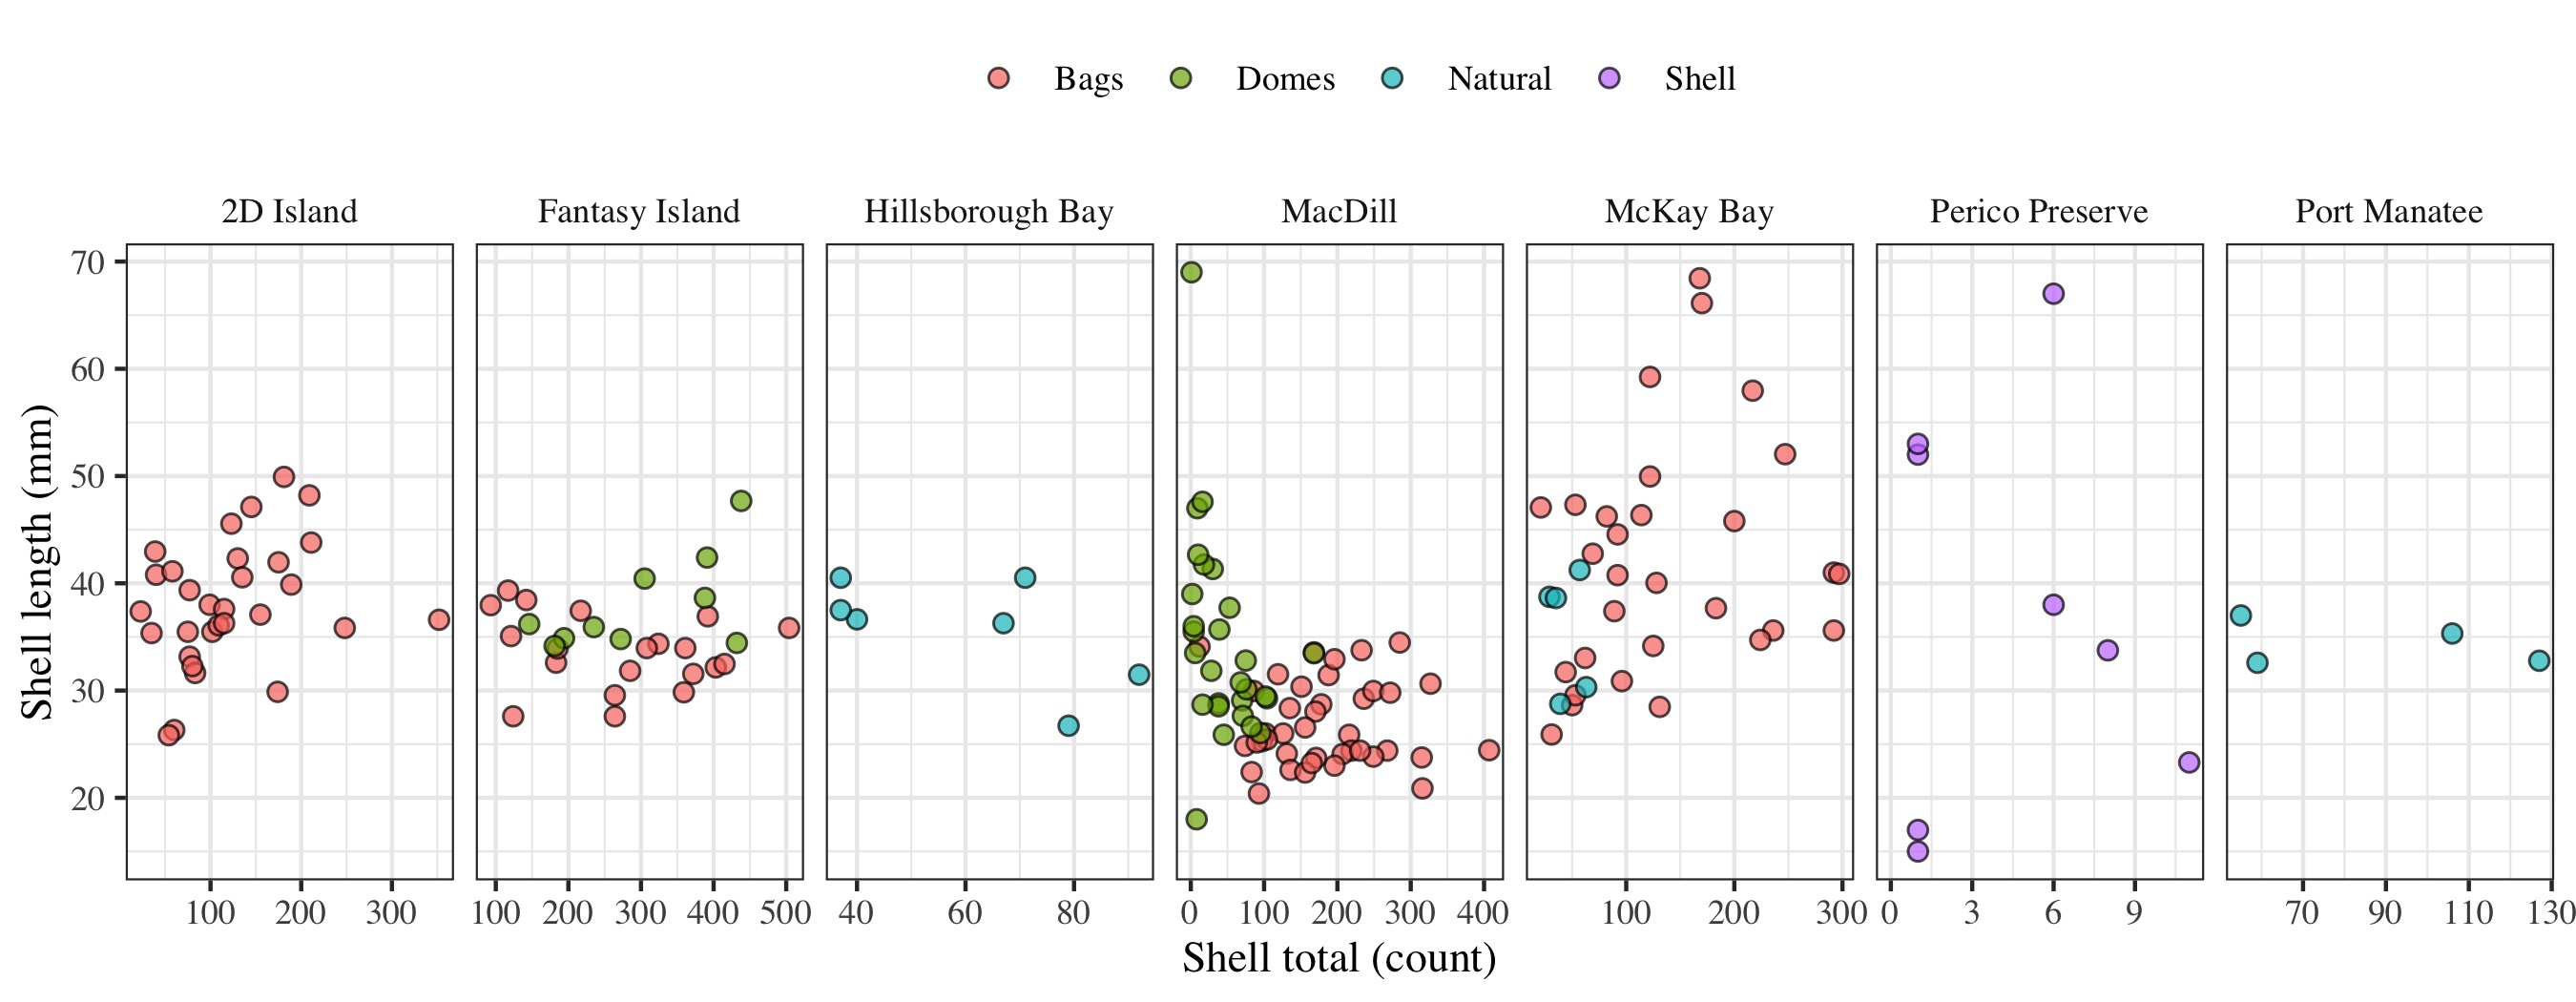 Bags Domes Natural Shell
2D Island Fantasy Island Hillsborough Bay MacDill McKay Bay Perico Preserve Port Manatee
70
60
50
40
30
20
Shell length (mm)
100 200 300 100 200 300 400 500 40 60 80 0 100 200 300 400 100 200 300 0 3 6 9 70 90 110 130
Shell total (count)